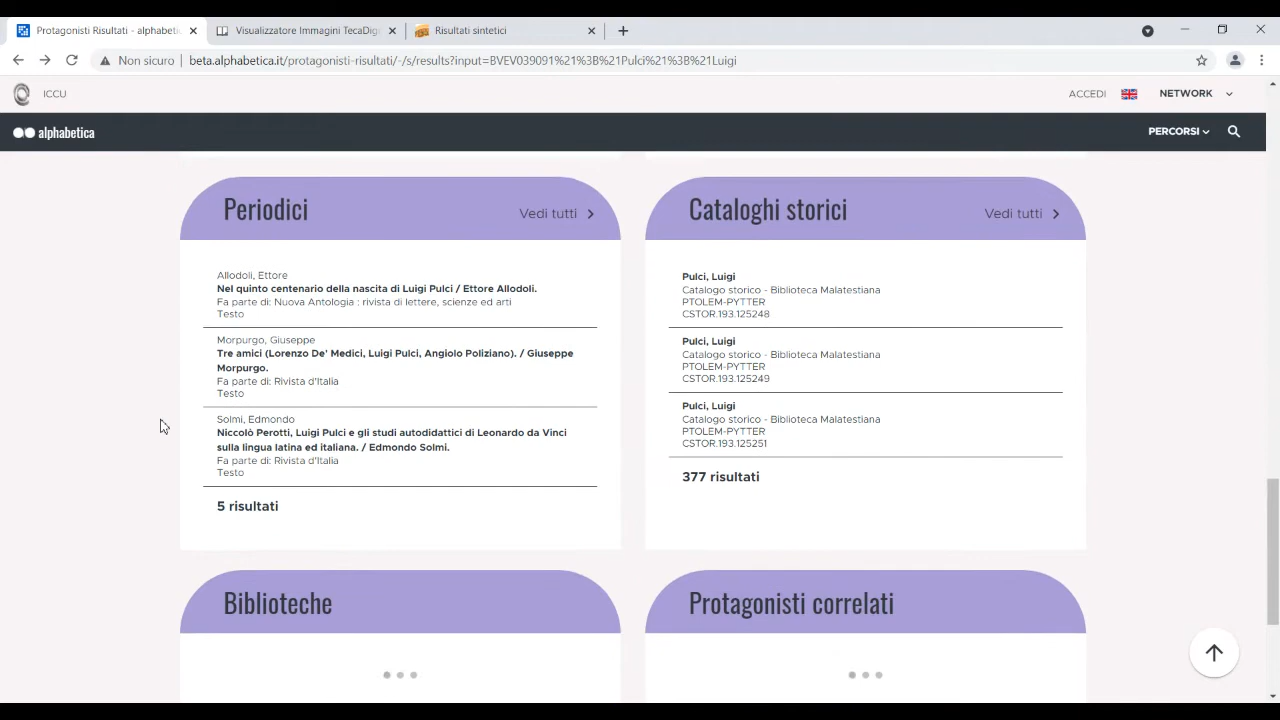 Protagonisti Risultati - alphabeti
Visualizzatore Immagini TecaDig
Risultati sintetici
Non sicuro
beta.alphabetica.it/protagonisti-risultati/-/s/results?input=BVEV039091%21%3B%21Pulci%21%3B%21Luigi
ICCU
ACCEDI
NETWORK
alphabetica
PERCORSI
Periodici
Vedi tutti
Allodoli, Ettore
Nel quinto centenario della nascita di Luigi Pulci / Ettore Allodoli.
Fa parte di: Nuova Antologia : rivista di lettere, scienze ed arti
Testo
Morpurgo, Giuseppe
Tre amici (Lorenzo De' Medici, Luigi Pulci, Angiolo Poliziano). / Giuseppe
Morpurgo.
Fa parte di: Rivista d'Italia
Testo
Solmi, Edmondo
Niccolò Perotti, Luigi Pulci e gli studi autodidattici di Leonardo da Vinci
sulla lingua latina ed italiana. / Edmondo Solmi.
Fa parte di: Rivista d'Italia
Testo
5 risultati
Cataloghi storici
Vedi tutti
Pulci, Luigi
Catalogo storico - Biblioteca Malatestiana
PTOLEM-PYTTER
CSTOR.193.125248
Pulci, Luigi
Catalogo storico - Biblioteca Malatestiana
PTOLEM-PYTTER
CSTOR.193.125249
Pulci, Luigi
Catalogo storico - Biblioteca Malatestiana
PTOLEM-PYTTER
CSTOR.193.125251
377 risultati
Biblioteche
Protagonisti correlati